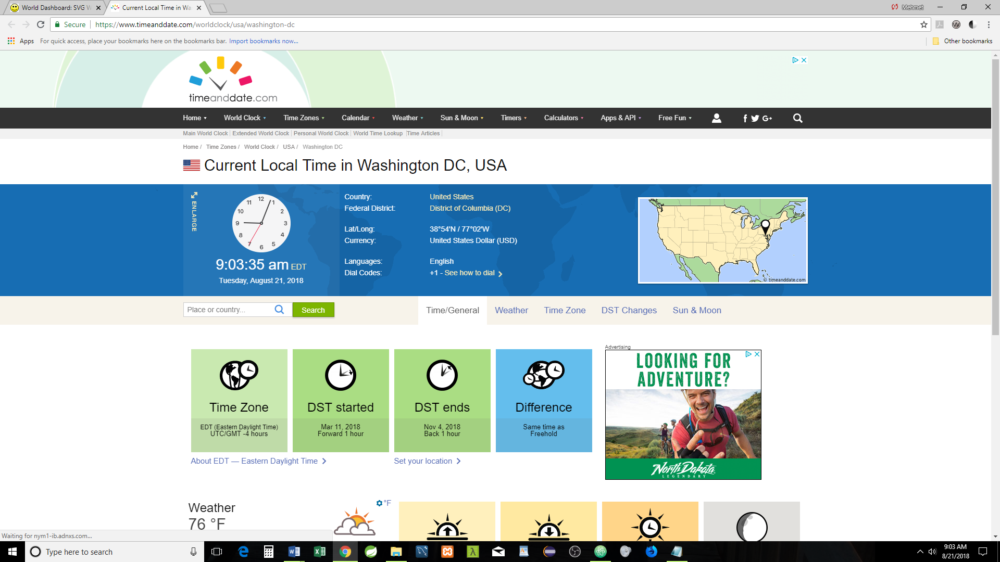 World Dashboard: SVG W
Current Local Time in Wa
Mehmet
Secure
https://www.timeanddate.com/worldclock/usa/washington-dc
Apps
For quick access, place your bookmarks here on the bookmarks bar. Import bookmarks now...
Other bookmarks
timeanddate.com
Home
World Clock
Time Zones
Calendar
Weather
Sun & Moon
Timers
Calculators
Apps & API
Free Fun
Main World Clock
Extended World Clock
Personal World Clock
World Time Lookup
Time Articles
Home / Time Zones / World Clock / USA / Washington DC
Current Local Time in Washington DC, USA
ENLARGE
12
1
2
3
4
5
6
7
8
9
10
11
9:03:35 am EDT
Tuesday, August 21, 2018
Country: United States
Federal District: District of Columbia (DC)
Lat/Long: 38°54'N / 77°02'W
Currency: United States Dollar (USD)
Languages: English
Dial Codes: +1 - See how to dial
© timeanddate.com
Place or country...
Search
Time/General
Weather
Time Zone
DST Changes
Sun & Moon
Time Zone
EDT (Eastern Daylight Time)
UTC/GMT -4 hours
DST started
Mar 11, 2018
Forward 1 hour
DST ends
Nov 4, 2018
Back 1 hour
Difference
Same time as
Freehold
About EDT — Eastern Daylight Time
Set your location
Advertising
LOOKING FOR
ADVENTURE?
North Dakota
LEGENDARY
Weather
°F
76 °F
Waiting for nym1-ib.adnxs.com...
Type here to search
9:03 AM
8/21/2018